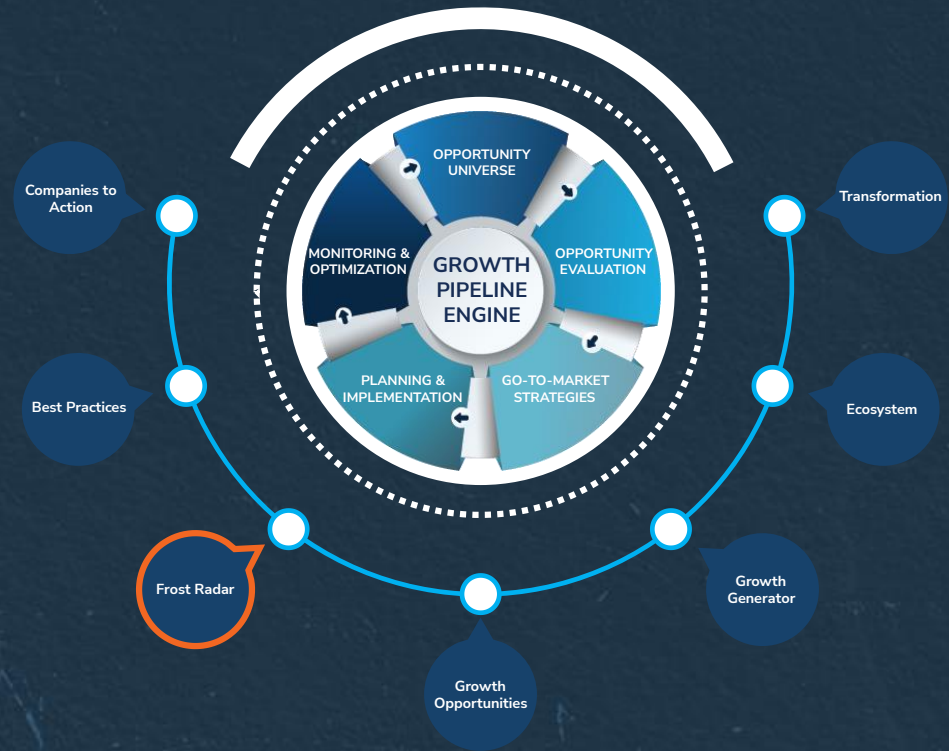 OPPORTUNITY
UNIVERSE
OPPORTUNITY
EVALUATION
GO-TO-MARKET
STRATEGIES
PLANNING &
IMPLEMENTATION
MONITORING &
OPTIMIZATION
GROWTH
PIPELINE
ENGINE
Companies to
Action
Best Practices
Frost Radar
Growth
Opportunities
Growth
Generator
Ecosystem
Transformation